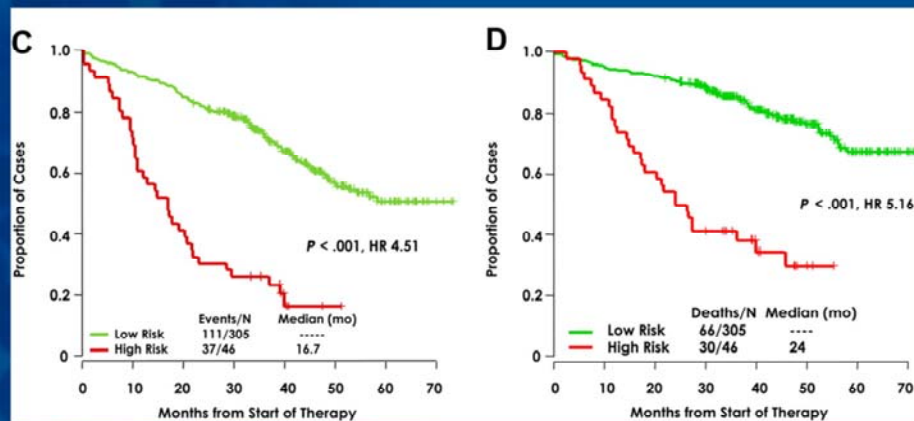 C
1.0
0.8
0.6
0.4
0.2
0
Proportion of Cases
P < .001, HR 4.51
Events/N Median (mo)
Low Risk 111/305 -----
High Risk 37/46 16.7
0 10 20 30 40 50 60 70
Months from Start of Therapy
D
1.0
0.8
0.6
0.4
0.2
0
Proportion of Cases
P < .001, HR 5.16
Deaths/N Median (mo)
Low Risk 66/305 ----
High Risk 30/46 24
0 10 20 30 40 50 60 70
Months from Start of Therapy